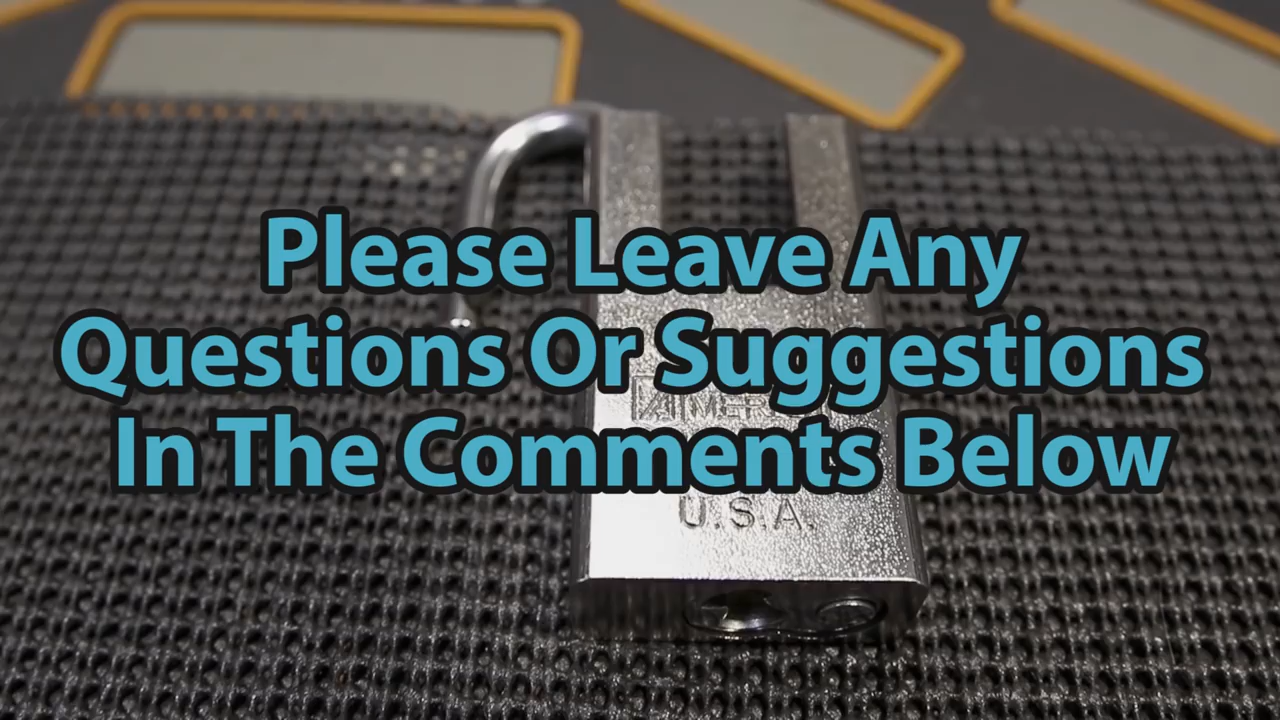 Please Leave Any
Questions Or Suggestions
In The Comments Below
U.S.A.